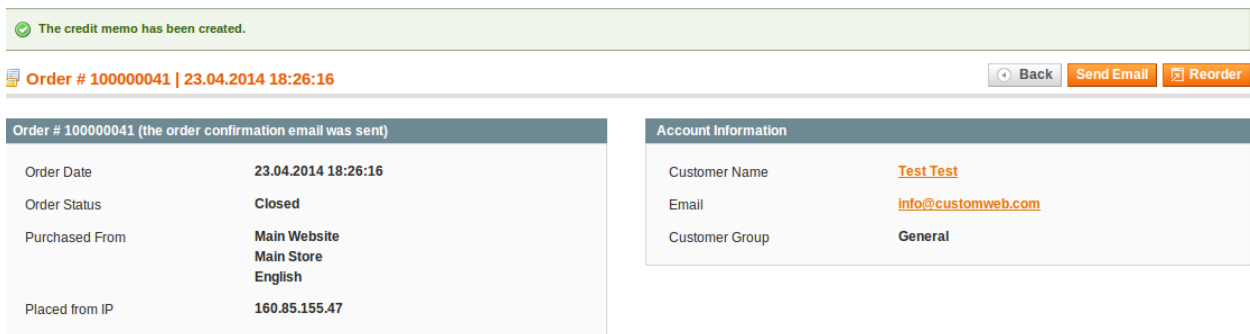 The credit memo has been created.
Order # 100000041 | 23.04.2014 18:26:16
Back
Send Email
Reorder
Order # 100000041 (the order confirmation email was sent)
Order Date 23.04.2014 18:26:16
Order Status Closed
Purchased From Main Website
Main Store
English
Placed from IP 160.85.155.47
Account Information
Customer Name Test Test
Email info@customweb.com
Customer Group General